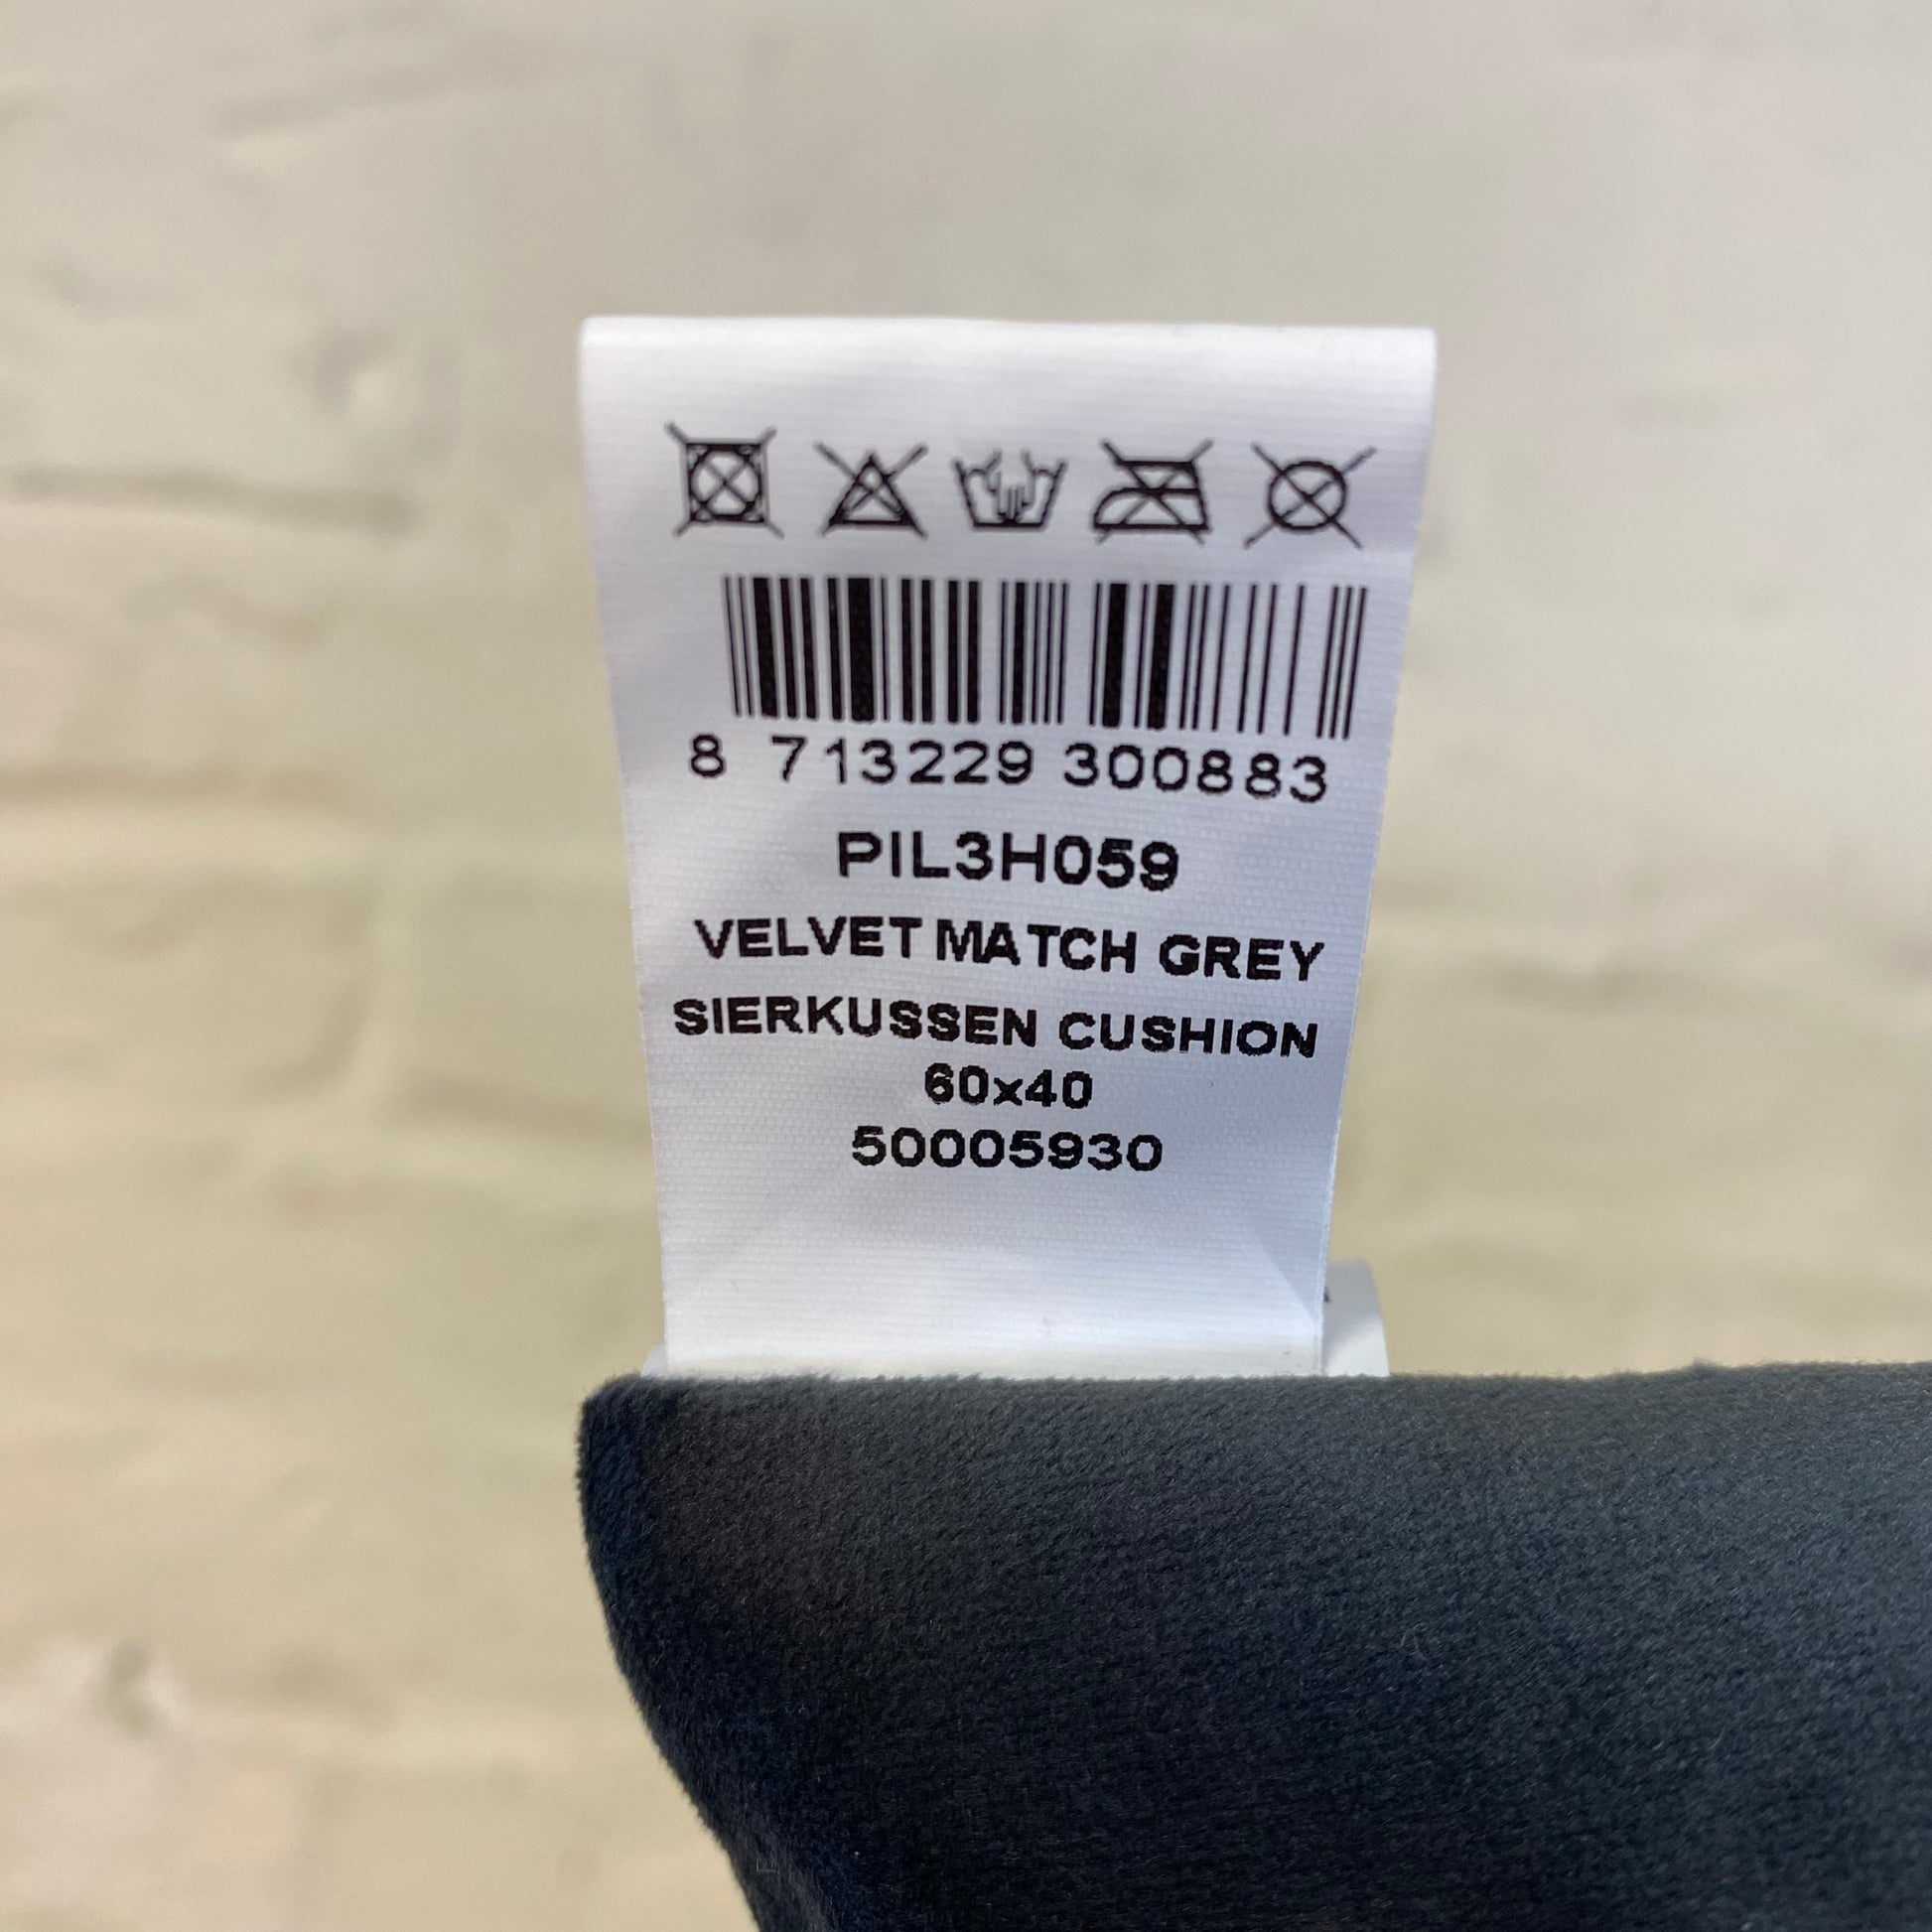 8 713229 300883
PIL3H059
VELVET MATCH GREY
SIERKUSSEN CUSHION
60x40
50005930